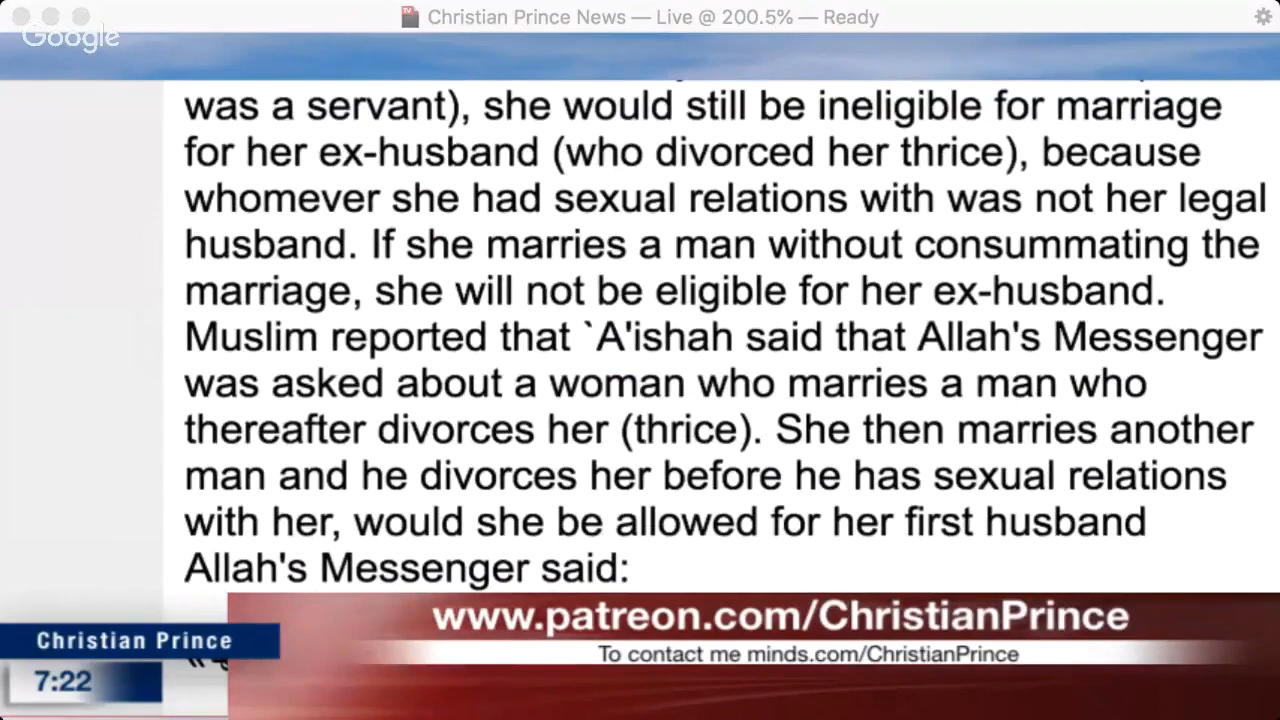 Christian Prince News — Live @ 200.5% — Ready
Google
was a servant), she would still be ineligible for marriage
for her ex-husband (who divorced her thrice), because
whomever she had sexual relations with was not her legal
husband. If she marries a man without consummating the
marriage, she will not be eligible for her ex-husband.
Muslim reported that `A'ishah said that Allah's Messenger
was asked about a woman who marries a man who
thereafter divorces her (thrice). She then marries another
man and he divorces her before he has sexual relations
with her, would she be allowed for her first husband
Allah's Messenger said:
www.patreon.com/ChristianPrince
Christian Prince
To contact me minds.com/ChristianPrince
7:22